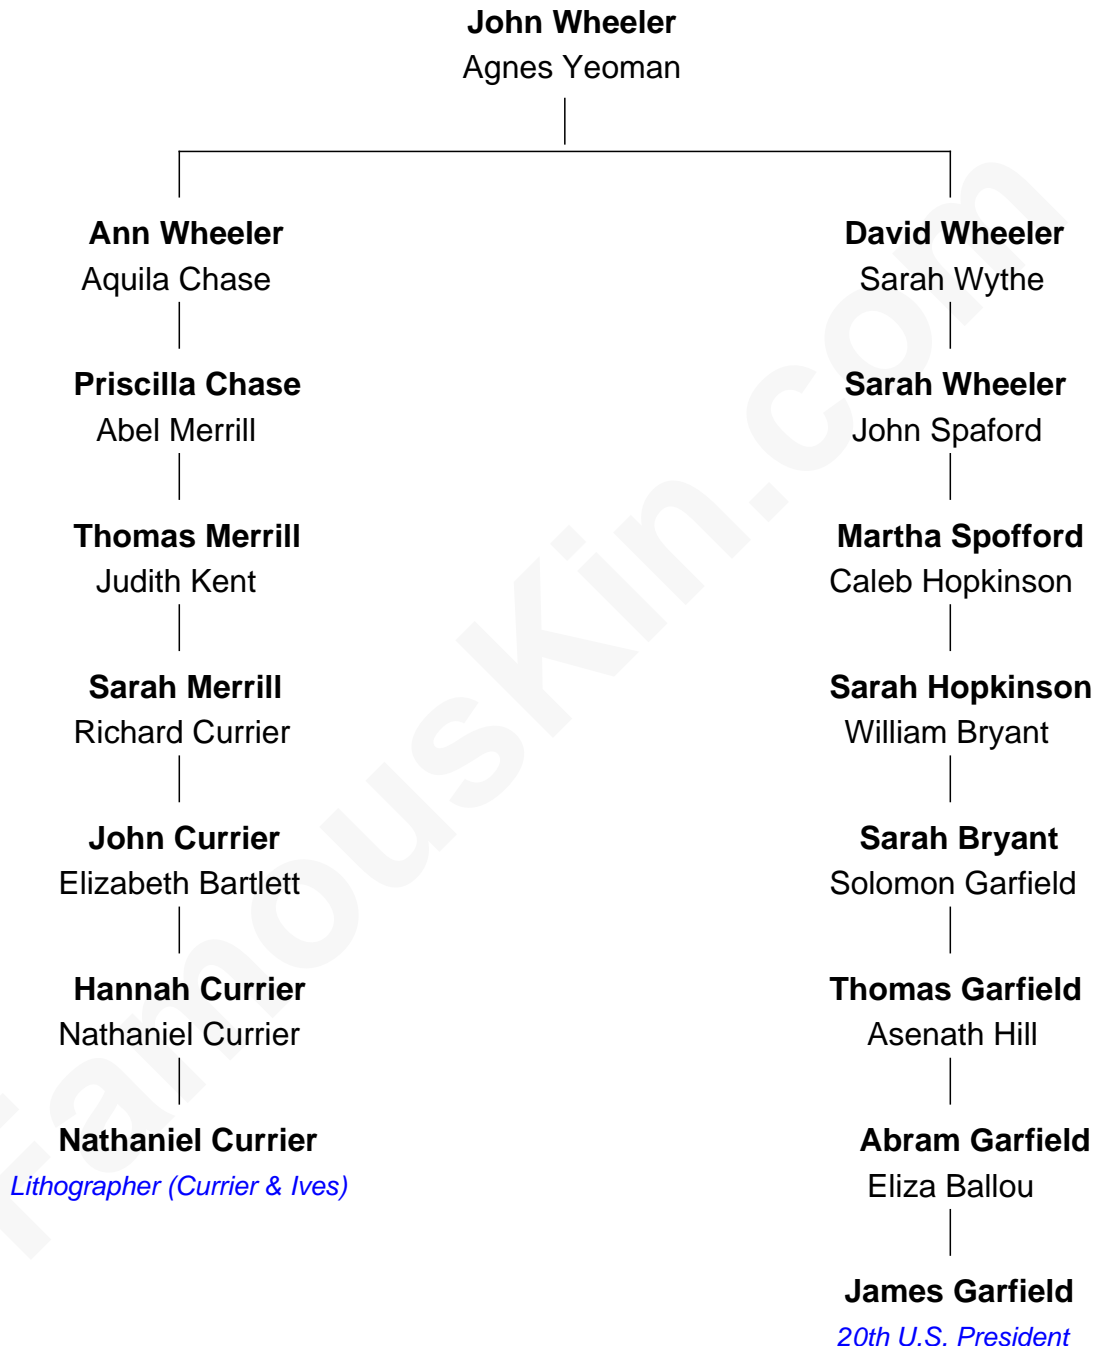 John Wheeler
Agnes Yeoman
Ann Wheeler
Aquila Chase
Priscilla Chase
Abel Merrill
Thomas Merrill
Judith Kent
Sarah Merrill
Richard Currier
John Currier
Elizabeth Bartlett
Hannah Currier
Nathaniel Currier
Nathaniel Currier
Lithographer (Currier & Ives)
David Wheeler
Sarah Wythe
Sarah Wheeler
John Spaford
Martha Spofford
Caleb Hopkinson
Sarah Hopkinson
William Bryant
Sarah Bryant
Solomon Garfield
Thomas Garfield
Asenath Hill
Abram Garfield
Eliza Ballou
James Garfield
20th U.S. President
FamousKin.com